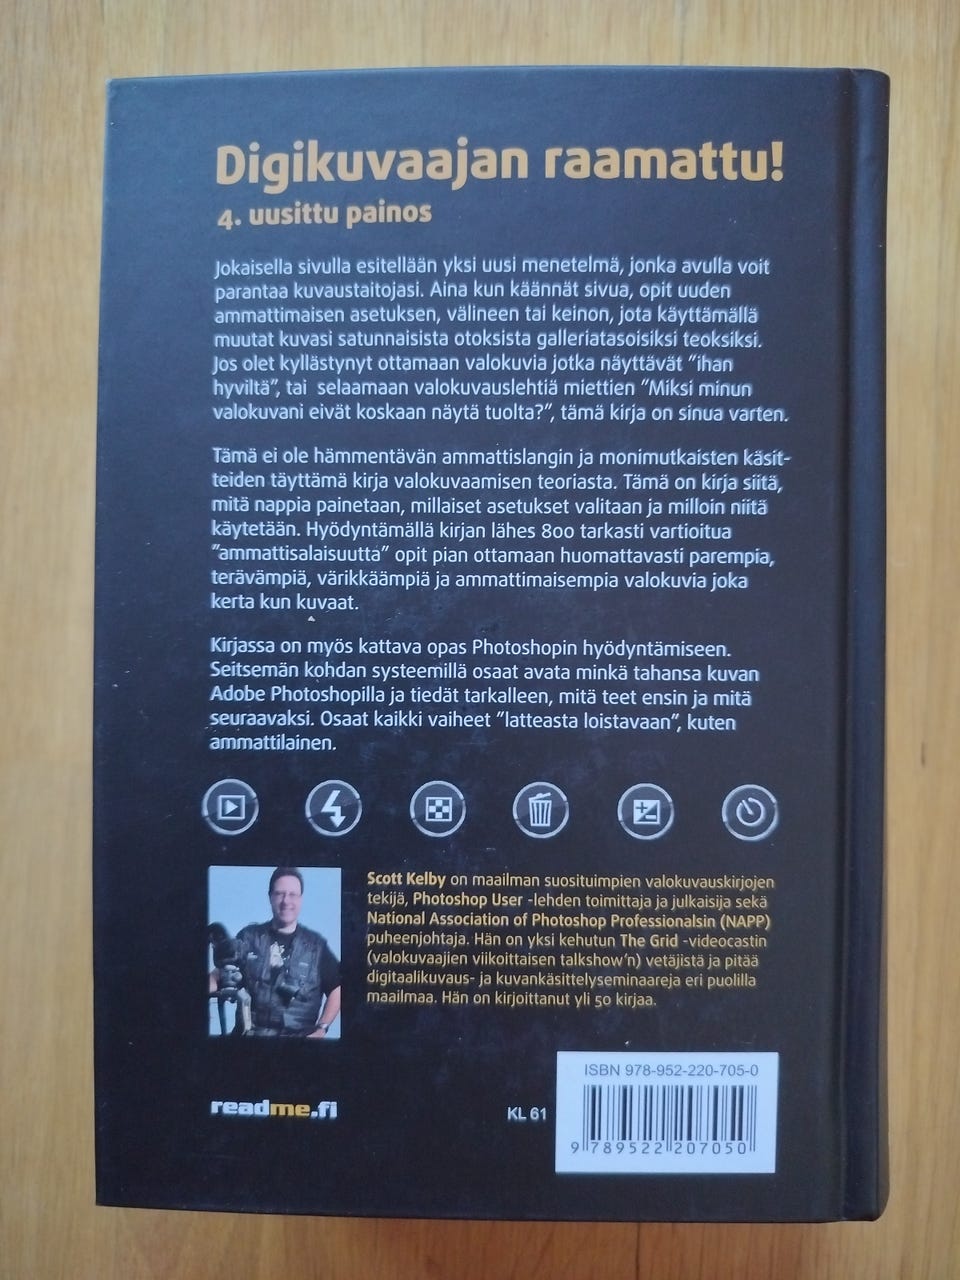 Digikuvaajan raamattu!
4. uusittu painos
Jokaisella sivulla esitellään yksi uusi menetelmä, jonka avulla voit
parantaa kuvaustaitojasi. Aina kun käännät sivua, opit uuden
ammattimaisen asetuksen, välineen tai keinon, jota käyttämällä
muutat kuvasi satunnaisista otoksista galleriatasoisiksi teoksiksi.
Jos olet kyllästynyt ottamaan valokuvia jotka näyttävät ”ihan
hyviltä”, tai selaamaan valokuvauslehtiä miettien ”Miksi minun
valokuvani eivät koskaan näytä tuolta?”, tämä kirja on sinua varten.
Tämä ei ole hämmentävän ammattislangin ja monimutkaisten käsit-
teiden täyttämä kirja valokuvaamisen teoriasta. Tämä on kirja siitä,
mitä nappia painetaan, millaiset asetukset valitaan ja milloin niitä
käytetään. Hyödyntämällä kirjan lähes 800 tarkasti vartioitua
”ammattisalaisuutta” opit pian ottamaan huomattavasti parempia,
terävämpiä, värikkäämpiä ja ammattimaisempia valokuvia joka
kerta kun kuvaat.
Kirjassa on myös kattava opas Photoshopin hyödyntämiseen.
Seitsemän kohdan systeemillä osaat avata minkä tahansa kuvan
Adobe Photoshopilla ja tiedät tarkalleen, mitä teet ensin ja mitä
seuraavaksi. Osaat kaikki vaiheet ”latteasta loistavaan”, kuten
ammattilainen.
Scott Kelby on maailman suosituimpien valokuvauskirjojen
tekijä, Photoshop User -lehden toimittaja ja julkaisija sekä
National Association of Photoshop Professionalsin (NAPP)
puheenjohtaja. Hän on yksi kehutun The Grid -videocastin
(valokuvaajien viikoittaisen talkshow'n) vetäjistä ja pitää
digitaalikuvaus- ja kuvankäsittelyseminaareja eri puolilla
maailmaa. Hän on kirjoittanut yli 50 kirjaa.
readme.fi
KL 61
ISBN 978-952-220-705-0
9 789522 207050